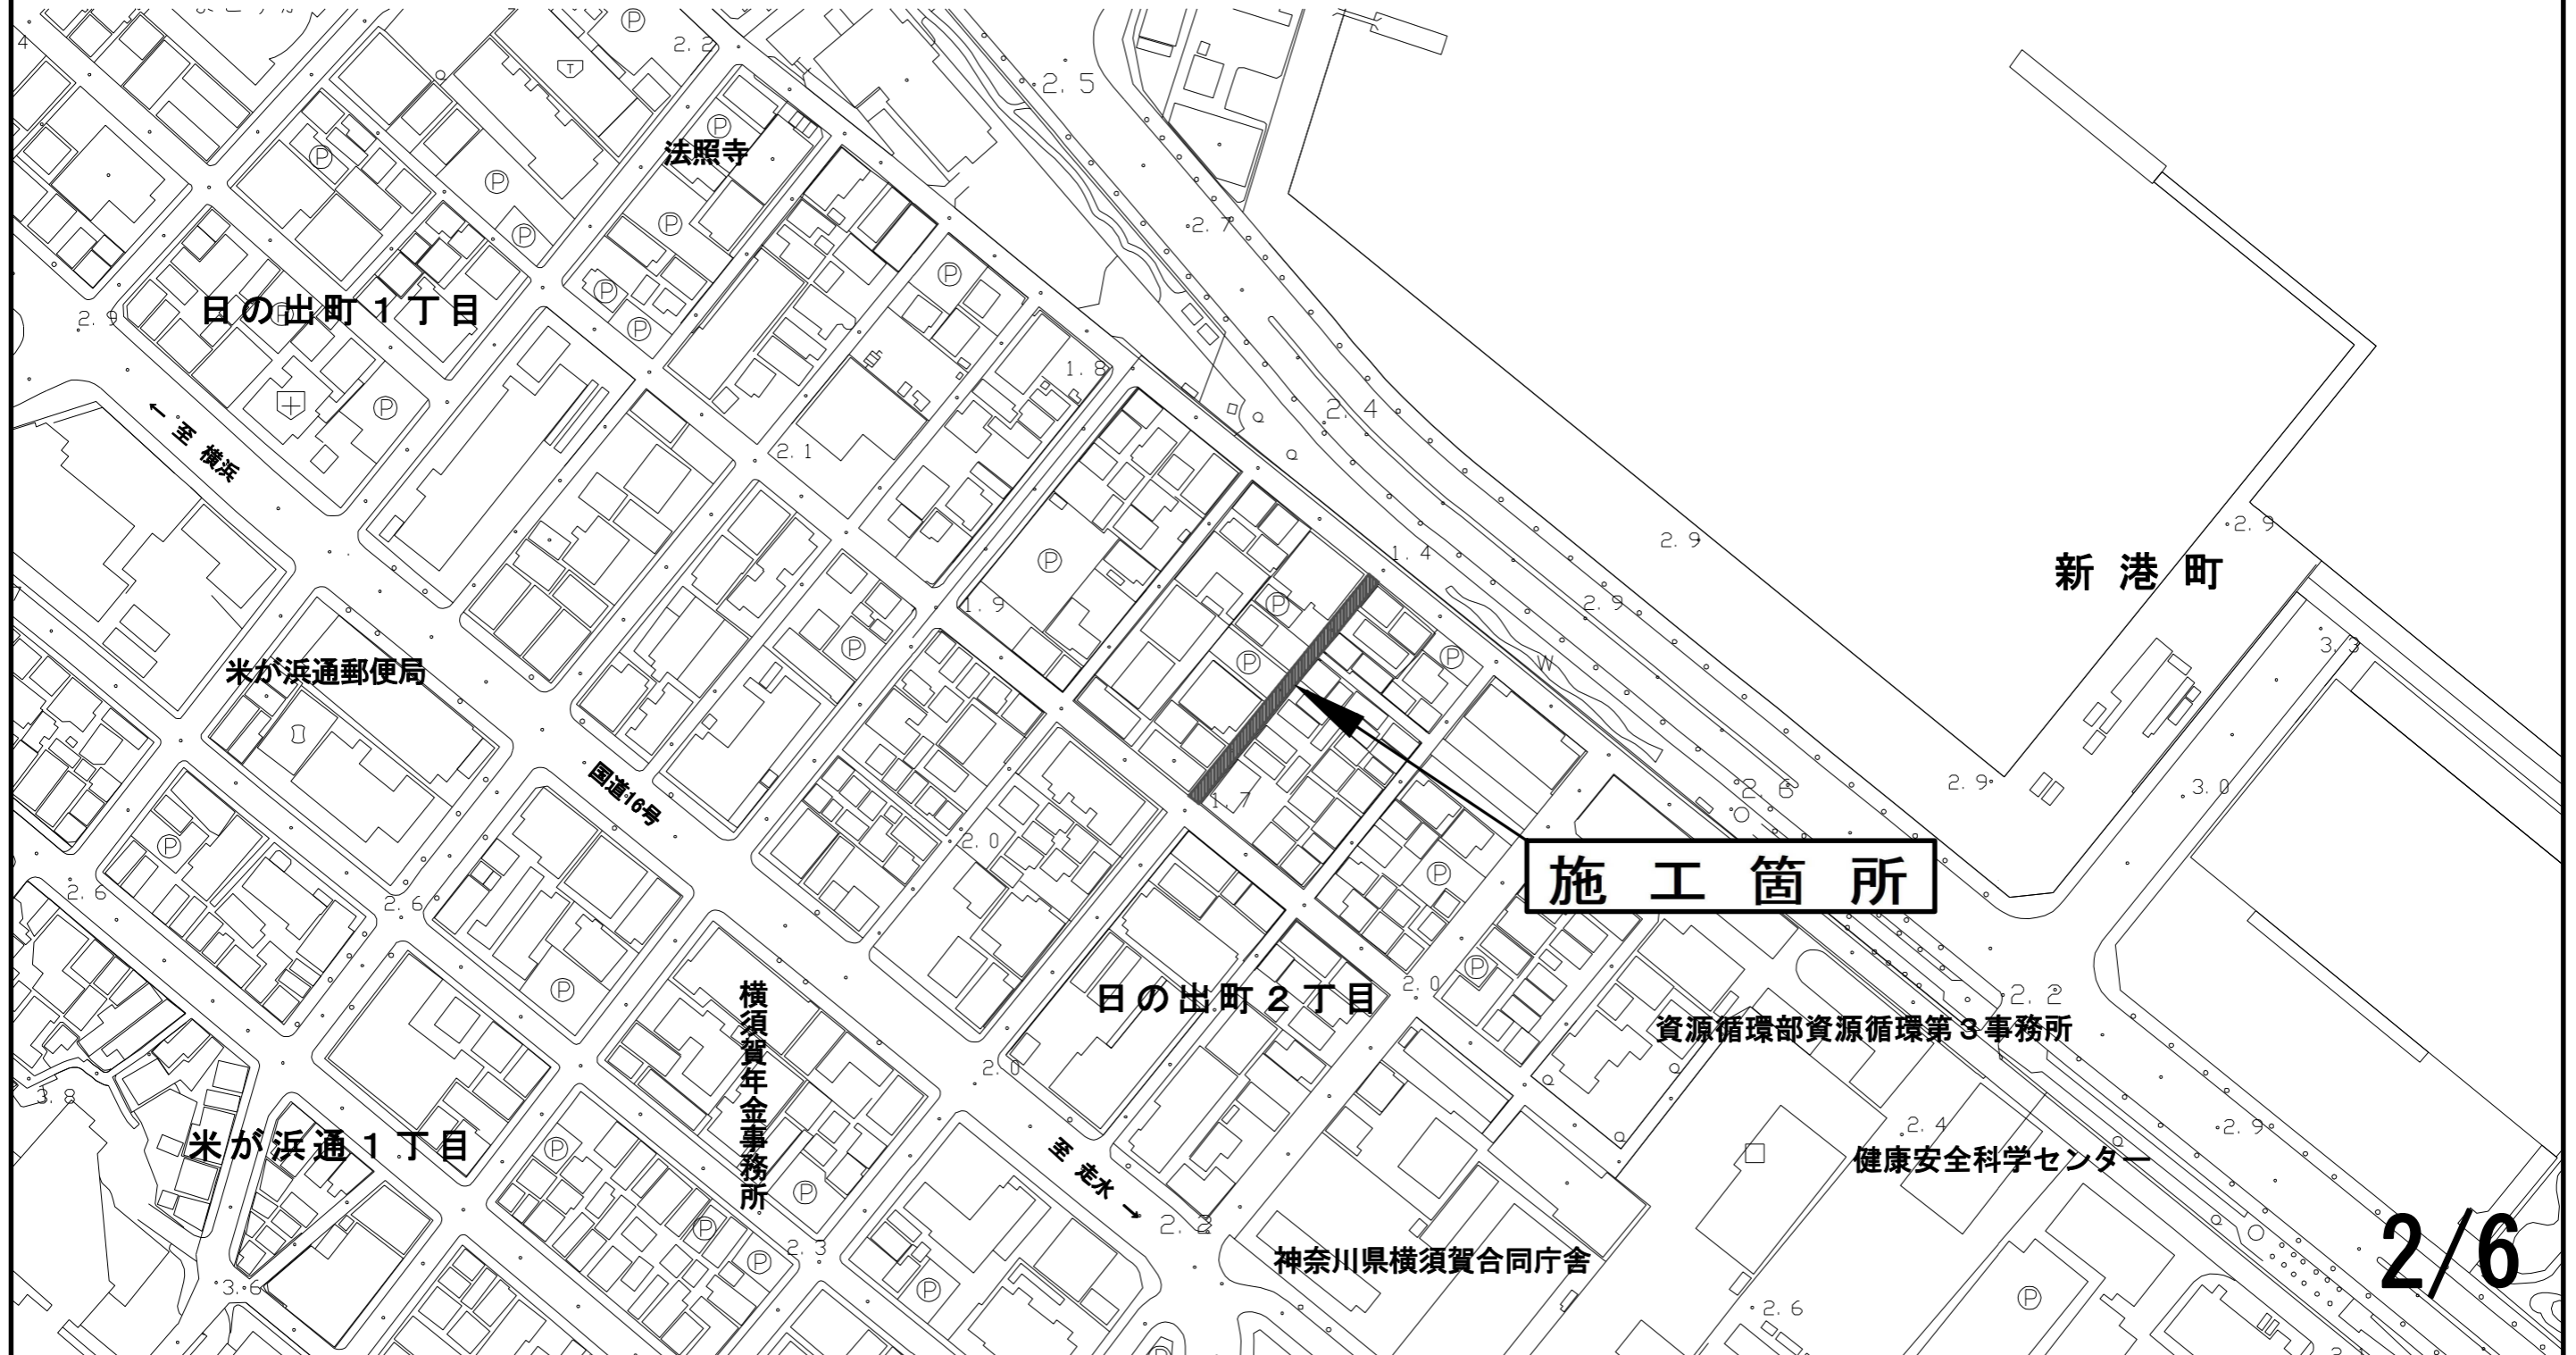 2. 2
2. 5
法照寺
2. 7
日の出町１丁目
2. 9
1. 8
← 至 横浜
2. 4
2. 1
2. 9
2. 9
1. 4
新港町
1. 9
2. 9
3. 3
米が浜通郵便局
W
国道16号
1. 7
2. 6
2. 9
3. 0
2. 0
施工箇所
2. 6
2. 6
横須賀年金事務所
日の出町２丁目
2. 0
2. 2
資源循環部資源循環第３事務所
2. 0
3. 8
米が浜通１丁目
至 走水 →
2. 4
2. 9
健康安全科学センター
2. 2
2. 3
神奈川県横須賀合同庁舎
2/6
3. 6
2. 6